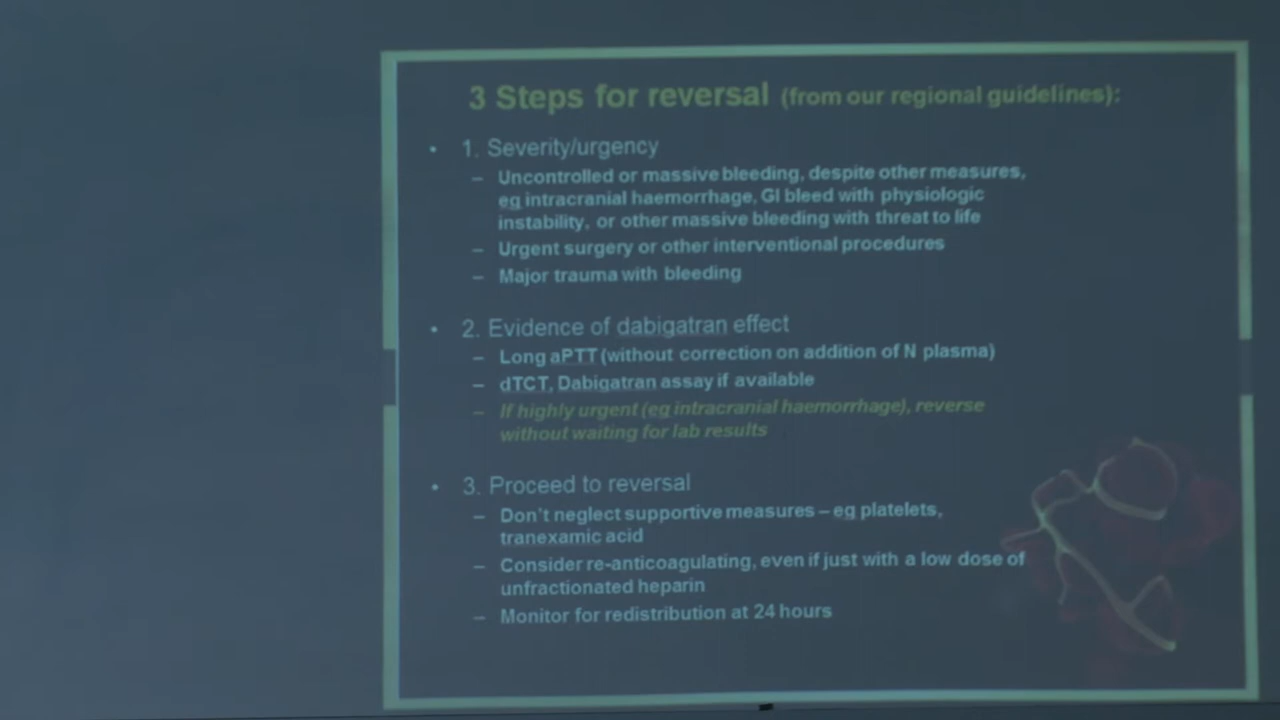 3 Steps for reversal (from our regional guidelines):
• 1. Severity/urgency
– Uncontrolled or massive bleeding, despite other measures,
eg intracranial haemorrhage, GI bleed with physiologic
instability, or other massive bleeding with threat to life
– Urgent surgery or other interventional procedures
– Major trauma with bleeding
• 2. Evidence of dabigatran effect
– Long aPTT (without correction on addition of N plasma)
– dTCT, Dabigatran assay if available
– If highly urgent (eg intracranial haemorrhage), reverse
without waiting for lab results
• 3. Proceed to reversal
– Don't neglect supportive measures – eg platelets,
tranexamic acid
– Consider re-anticoagulating, even if just with a low dose of
unfractionated heparin
– Monitor for redistribution at 24 hours